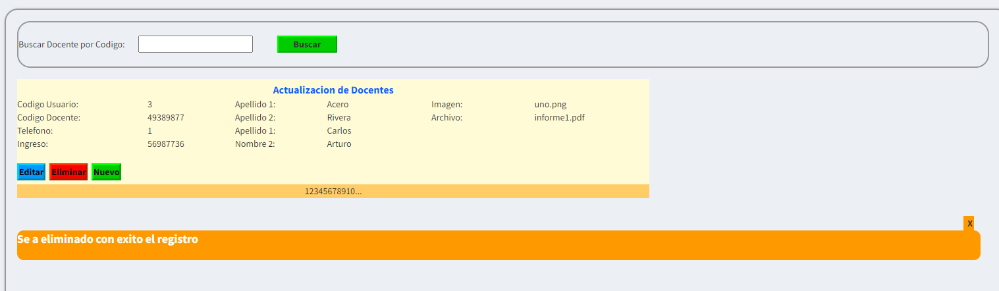 Buscar Docente por Codigo: Buscar
Actualizacion de Docentes
Codigo Usuario: 3 Apellido 1: Acero Imagen: uno.png
Codigo Docente: 49389877 Apellido 2: Rivera Archivo: informe1.pdf
Telefono: 1 Apellido 1: Carlos
Ingreso: 56987736 Nombre 2: Arturo
Editar Eliminar Nuevo
12345678910...
X
Se a eliminado con exito el registro